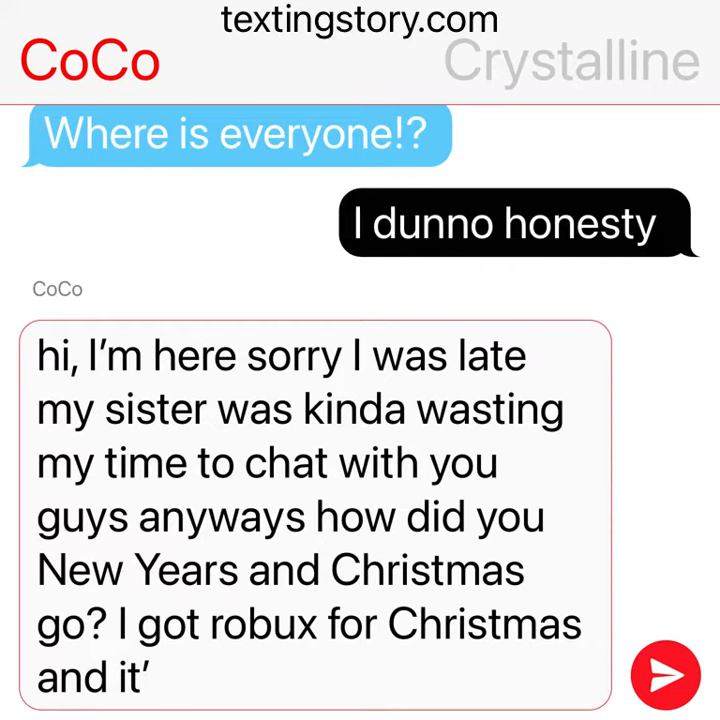 textingstory.com
CoCo Crystalline
Where is everyone!?
I dunno honesty
CoCo
hi, I’m here sorry I was late
my sister was kinda wasting
my time to chat with you
guys anyways how did you
New Years and Christmas
go? I got robux for Christmas
and it’